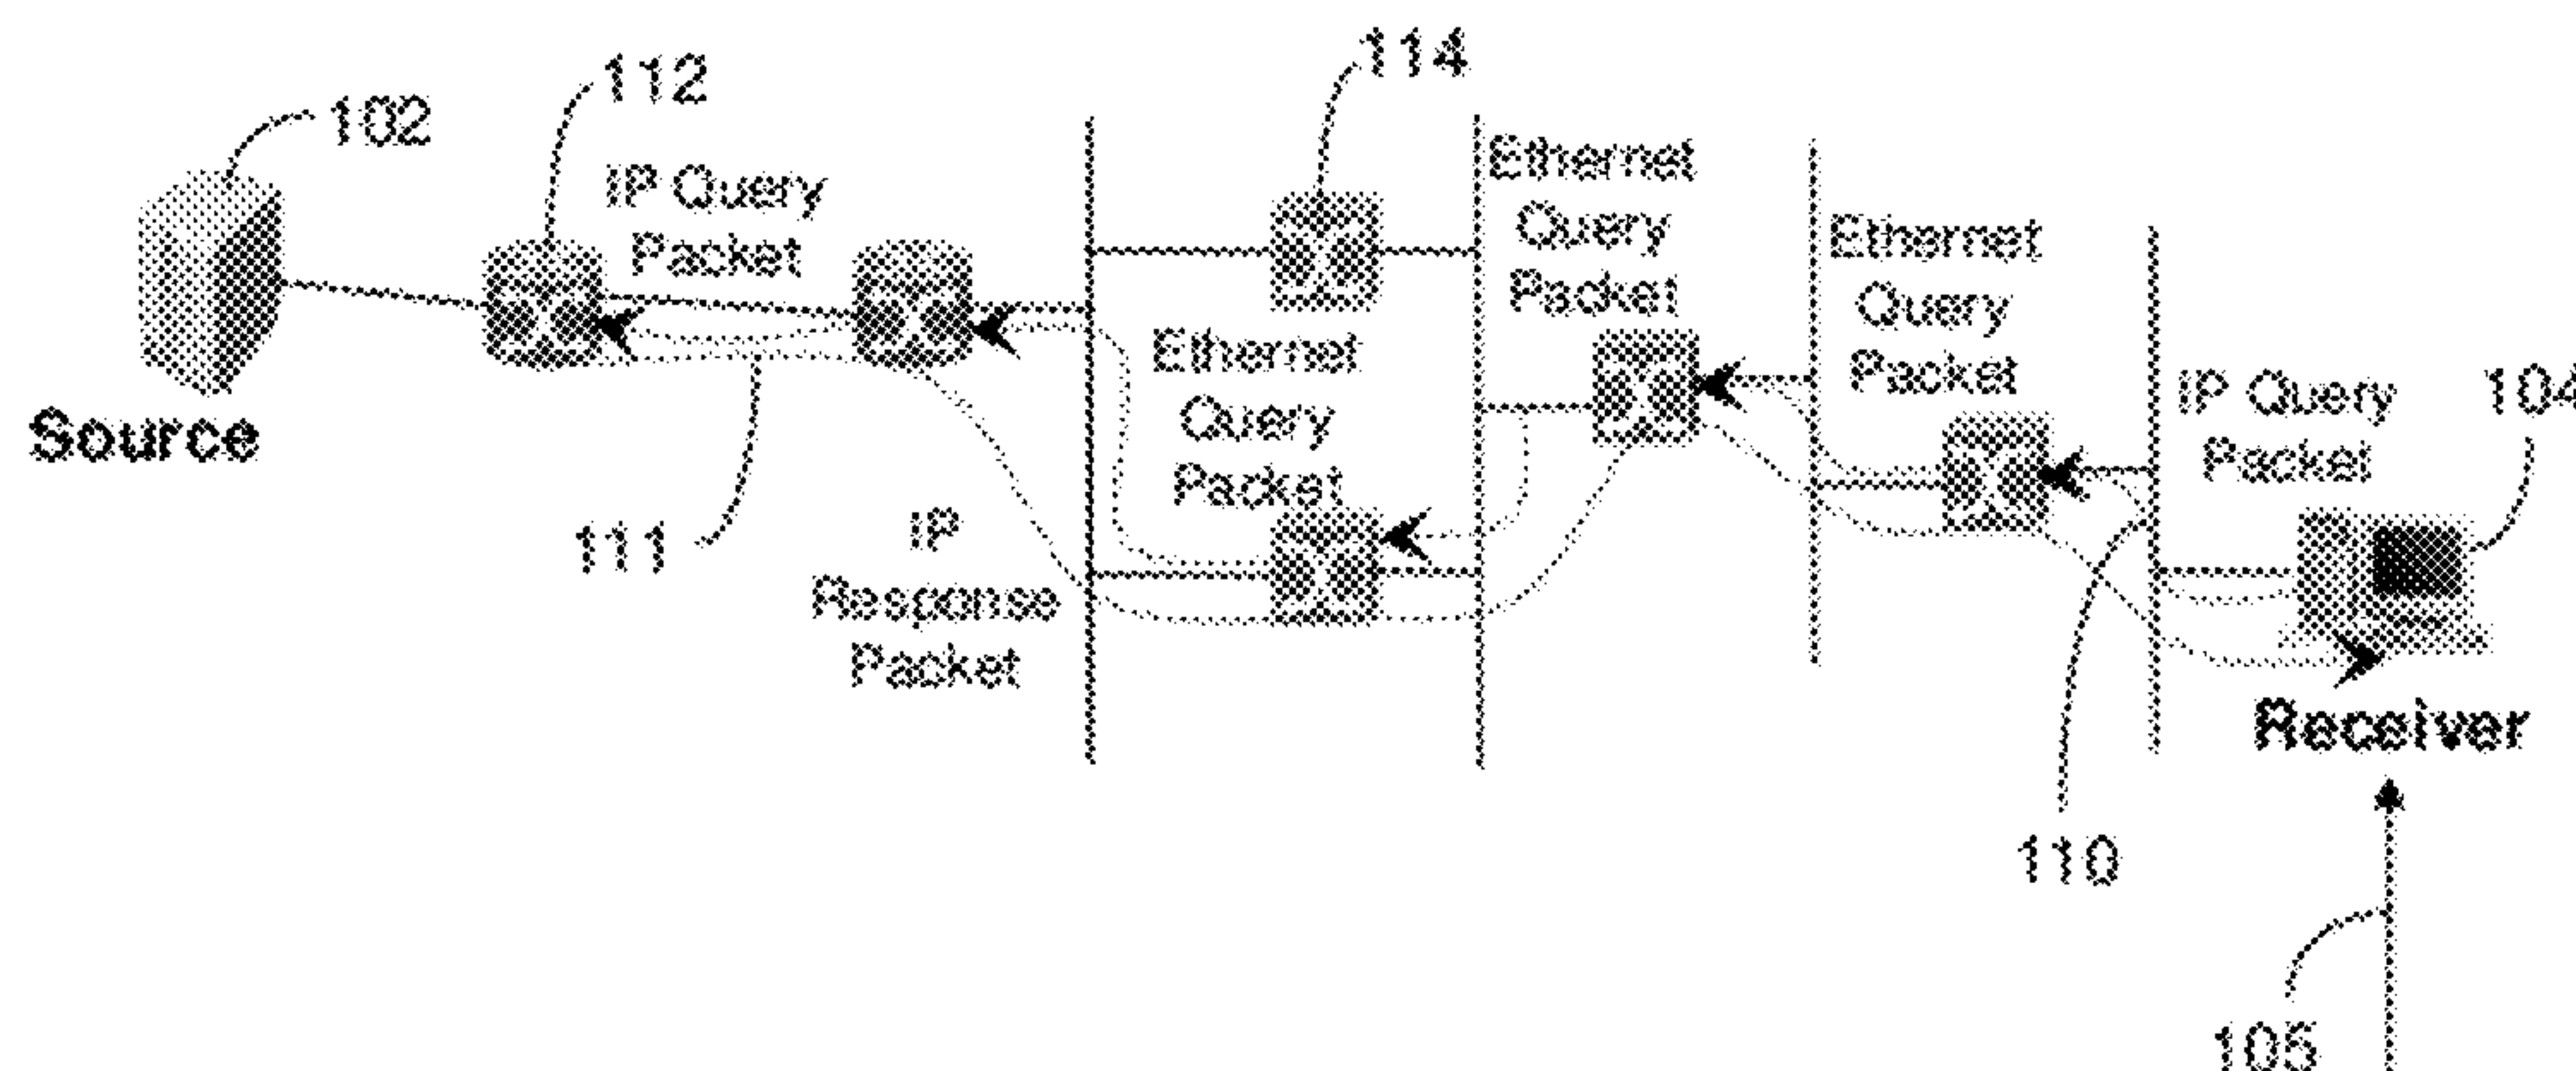 114
112
102
Ethernet
Query
Packet
IP Query
Packet
Ethernet
Query
Packet
Ethernet
Query
Packet
IP Query
Packet
104
Source
111
IP
Response
Packet
Receiver
110
105